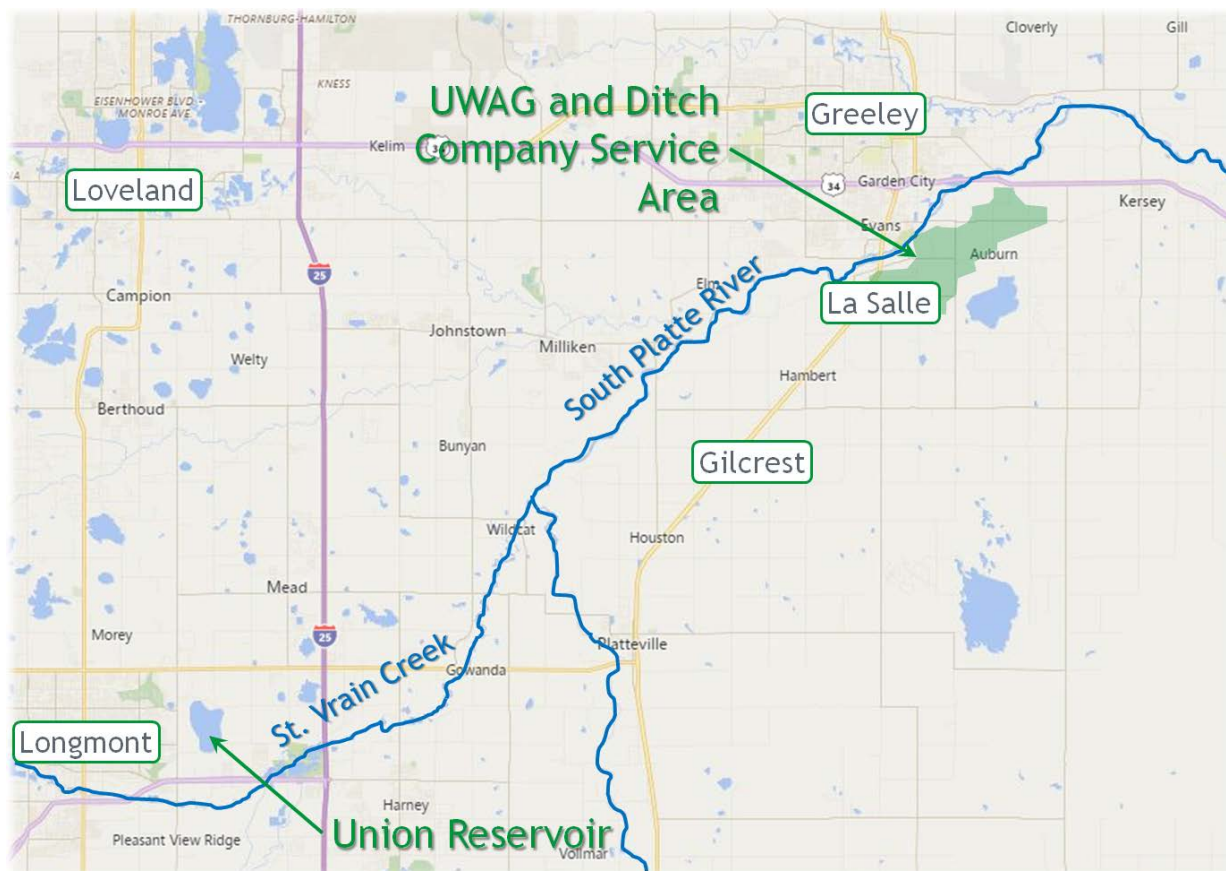 THORNBURG-HAMILTON
Cloverly
Gill
KNESS
EISENHOWER BLVD -
MONROE AVE.
UWAG and Ditch
Company Service
Area
Greeley
Kelim
34
Loveland
34
Garden City
Kersey
Evans
Auburn
25
Elm
Campion
La Salle
South Platte River
Johnstown
Milliken
Welty
Hambert
Berthoud
Bunyan
Gilcrest
Wildcat
Houston
Mead
25
Morey
Platteville
Gowanda
St. Vrain Creek
Longmont
Harney
Union Reservoir
Pleasant View Ridge
Vollmar